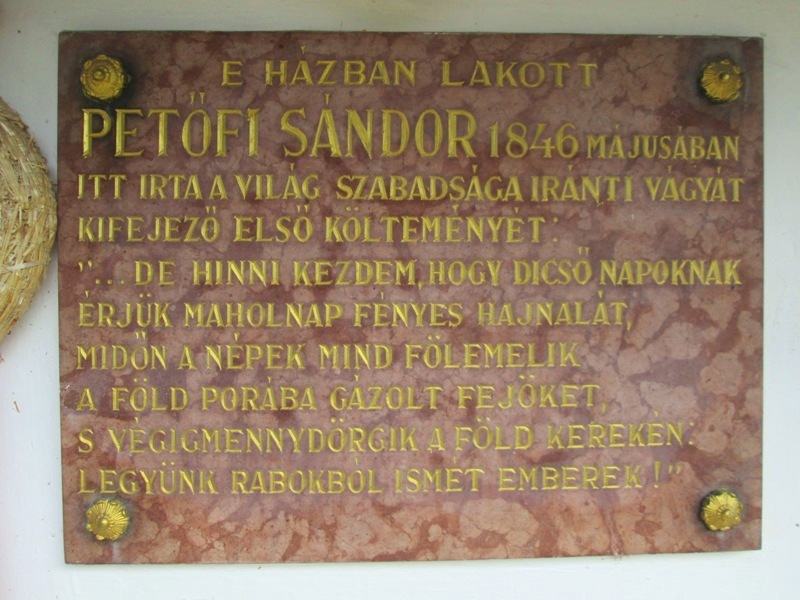 E HÁZBAN LAKOTT
PETŐFI SÁNDOR 1846 MÁJUSÁBAN
ITT IRTA A VILÁG SZABADSÁGA IRÁNTI VÁGYÁT
KIFEJEZŐ ELSŐ KÖLTEMÉNYÉT:
"... DE HINNI KEZDEM, HOGY DICSŐ NAPOKNAK
ÉRJÜK MAHOLNAP FÉNYES HAJNALÁT,
MIDŐN A NÉPEK MIND FÖLEMELIK
A FÖLD PORÁBA GÁZOLT FEJŐKET,
S VÉGIGMENNYDÖRGIK A FÖLD KEREKÉN:
LEGYÜNK RABOKBÓL ISMÉT EMBEREK!"